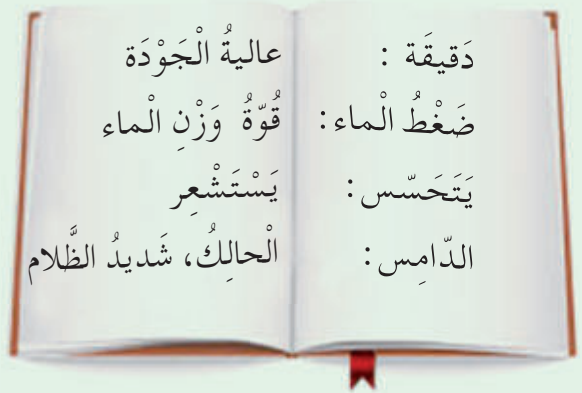 دَقيقَة : عاليةُ الْجَوْدَة
ضَغْطُ الْماء : قُوّةُ وَزْنِ الْماء
يَتَحَسّس : يَسْتَشْعِر
الدّامِس : الْحالِكُ، شَديدُ الظَّلام